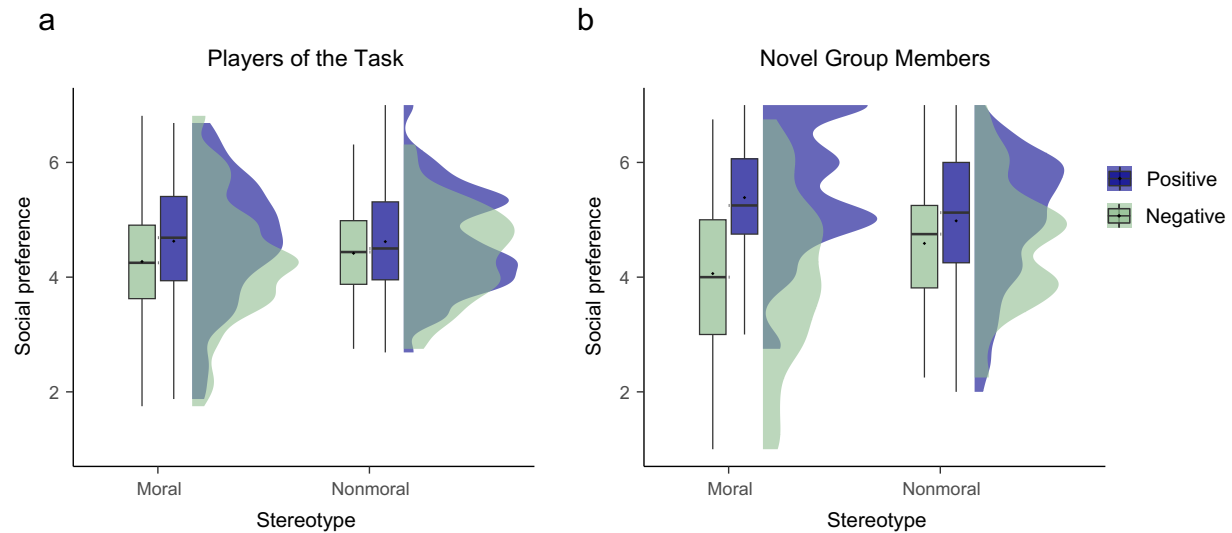 a
Players of the Task
Social preference
6
4
2
Moral
Nonmoral
Stereotype
b
Novel Group Members
Social preference
6
4
2
Moral
Nonmoral
Stereotype
Positive
Negative